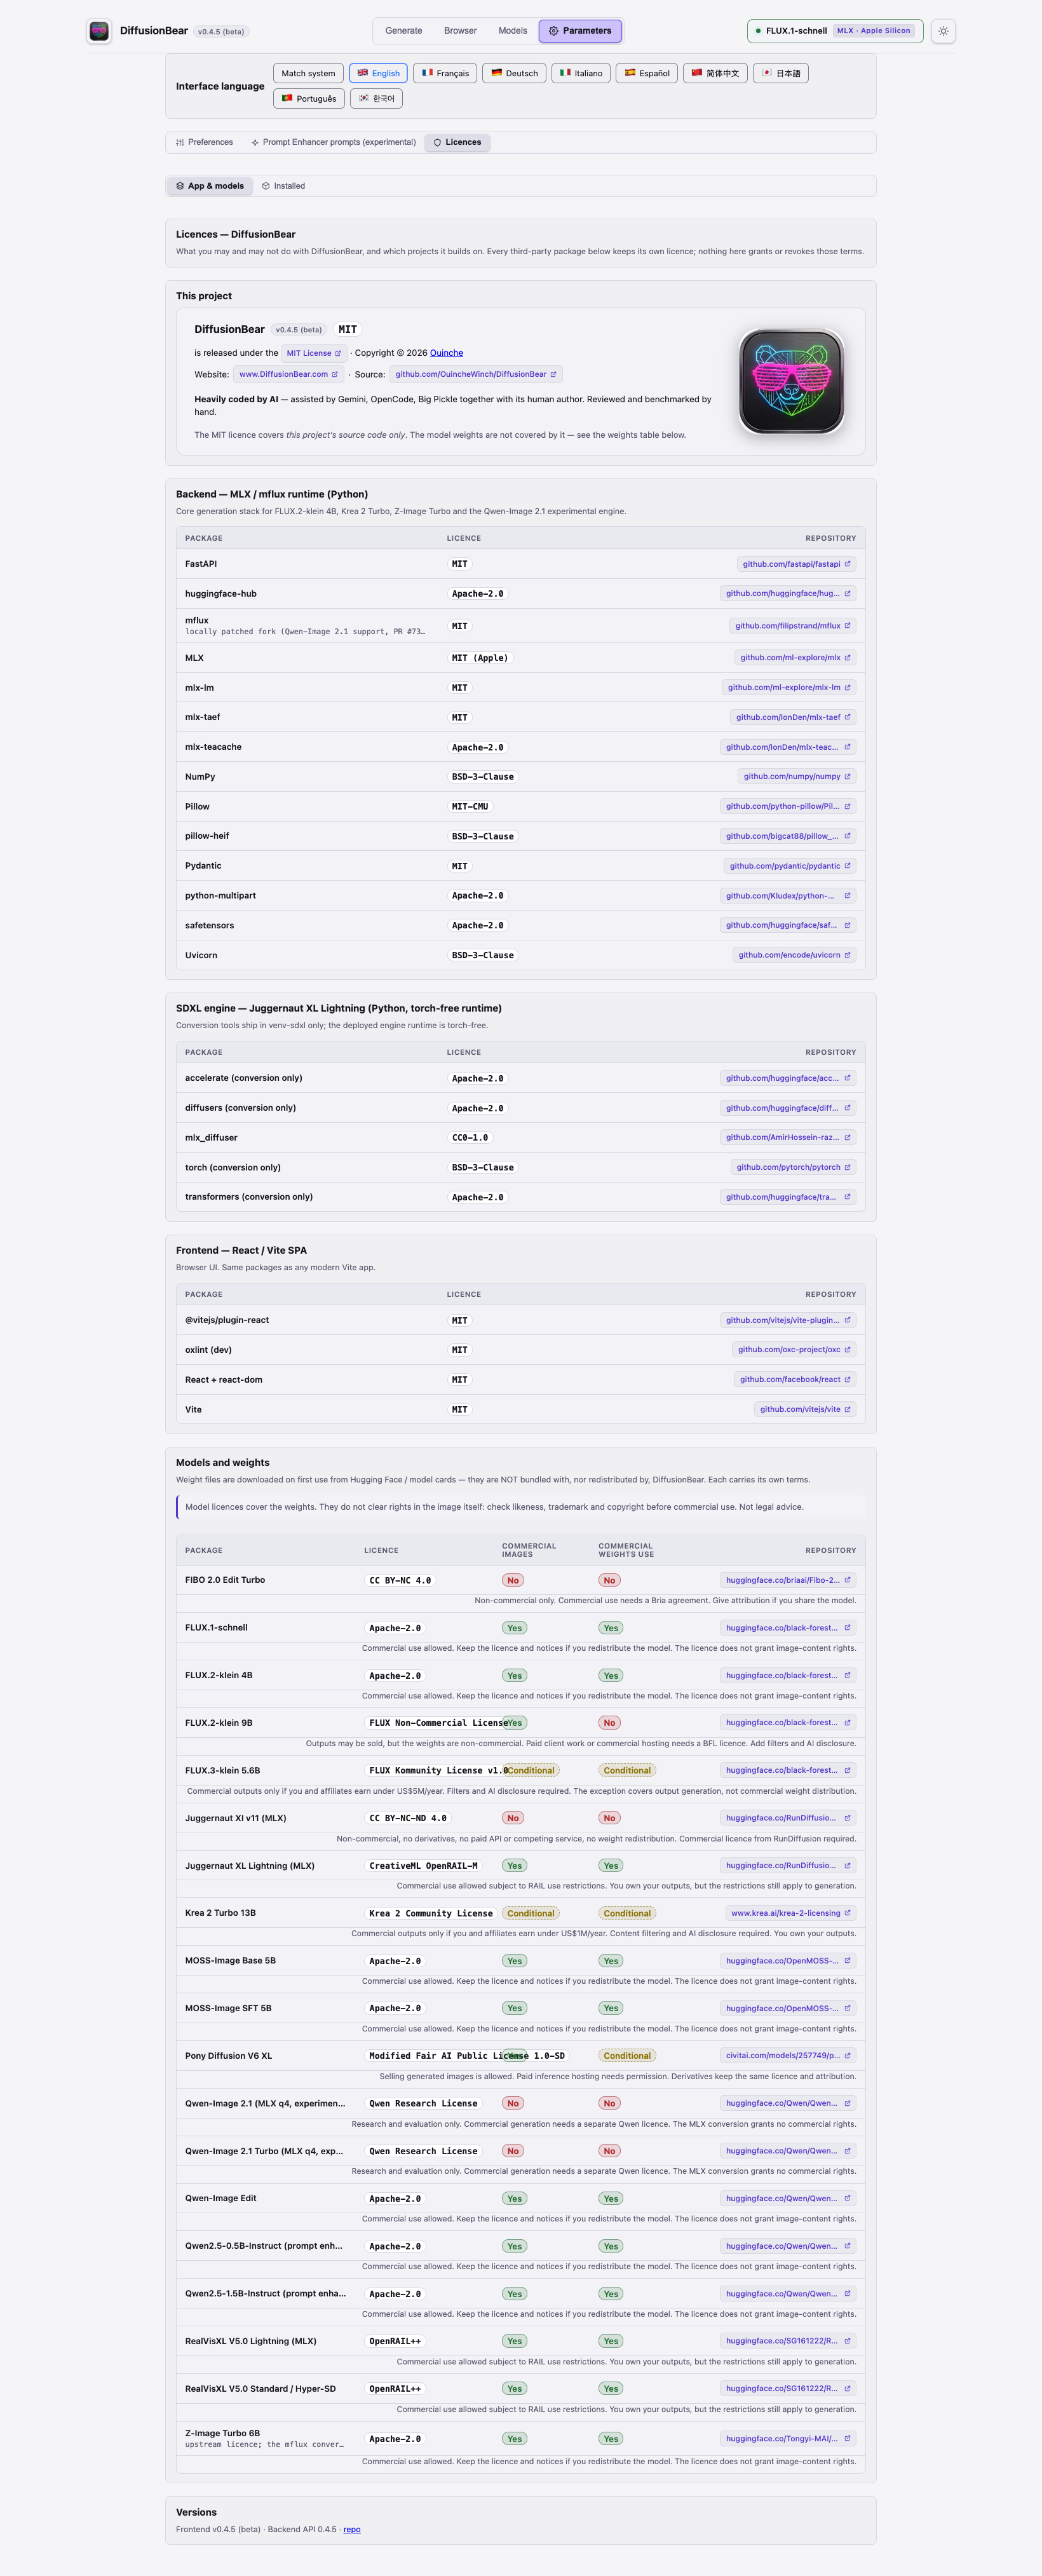 DiffusionBear v0.4.5 (beta)
Generate Browser Models Parameters
FLUX.1-schnell MLX · Apple Silicon
Interface language
Match system English Français Deutsch Italiano Español 简体中文 日本語
Português 한국어
Preferences Prompt Enhancer prompts (experimental) Licences
App & models Installed
Licences — DiffusionBear
What you may and may not do with DiffusionBear, and which projects it builds on. Every third-party package below keeps its own licence; nothing here grants or revokes those terms.
This project
DiffusionBear v0.4.5 (beta) MIT
is released under the MIT License · Copyright © 2026 Quinche
Website: www.DiffusionBear.com · Source: github.com/OuincheWinch/DiffusionBear
Heavily coded by AI — assisted by Gemini, OpenCode, Big Pickle together with its human author. Reviewed and benchmarked by
hand.
The MIT licence covers this project's source code only. The model weights are not covered by it — see the weights table below.
Backend — MLX / mflux runtime (Python)
Core generation stack for FLUX.2-klein 4B, Krea 2 Turbo, Z-Image Turbo and the Qwen-Image 2.1 experimental engine.
PACKAGE LICENCE REPOSITORY
FastAPI MIT github.com/fastapi/fastapi
huggingface-hub Apache-2.0 github.com/huggingface/hug...
mflux MIT github.com/filipstrand/mflux
locally patched fork (Qwen-Image 2.1 support, PR #73…
MLX MIT (Apple) github.com/ml-explore/mlx
mlx-lm MIT github.com/ml-explore/mlx-lm
mlx-taef MIT github.com/IonDen/mlx-taef
mlx-teacache Apache-2.0 github.com/IonDen/mlx-teac...
NumPy BSD-3-Clause github.com/numpy/numpy
Pillow MIT-CMU github.com/python-pillow/Pil...
pillow-heif BSD-3-Clause github.com/bigcat88/pillow_...
Pydantic MIT github.com/pydantic/pydantic
python-multipart Apache-2.0 github.com/Kludex/python-...
safetensors Apache-2.0 github.com/huggingface/saf...
Uvicorn BSD-3-Clause github.com/encode/uvicorn
SDXL engine — Juggernaut XL Lightning (Python, torch-free runtime)
Conversion tools ship in venv-sdxl only; the deployed engine runtime is torch-free.
PACKAGE LICENCE REPOSITORY
accelerate (conversion only) Apache-2.0 github.com/huggingface/acc...
diffusers (conversion only) Apache-2.0 github.com/huggingface/diff...
mlx_diffuser CC0-1.0 github.com/AmirHossein-raz...
torch (conversion only) BSD-3-Clause github.com/pytorch/pytorch
transformers (conversion only) Apache-2.0 github.com/huggingface/tra...
Frontend — React / Vite SPA
Browser UI. Same packages as any modern Vite app.
PACKAGE LICENCE REPOSITORY
@vitejs/plugin-react MIT github.com/vitejs/vite-plugin...
oxlint (dev) MIT github.com/oxc-project/oxc
React + react-dom MIT github.com/facebook/react
Vite MIT github.com/vitejs/vite
Models and weights
Weight files are downloaded on first use from Hugging Face / model cards — they are NOT bundled with, nor redistributed by, DiffusionBear. Each carries its own terms.
Model licences cover the weights. They do not clear rights in the image itself: check likeness, trademark and copyright before commercial use. Not legal advice.
PACKAGE LICENCE COMMERCIAL IMAGES COMMERCIAL WEIGHTS USE REPOSITORY
FIBO 2.0 Edit Turbo CC BY-NC 4.0 No No huggingface.co/briaai/Fibo-2...
Non-commercial only. Commercial use needs a Bria agreement. Give attribution if you share the model.
FLUX.1-schnell Apache-2.0 Yes Yes huggingface.co/black-forest...
Commercial use allowed. Keep the licence and notices if you redistribute the model. The licence does not grant image-content rights.
FLUX.2-klein 4B Apache-2.0 Yes Yes huggingface.co/black-forest...
Commercial use allowed. Keep the licence and notices if you redistribute the model. The licence does not grant image-content rights.
FLUX.2-klein 9B FLUX Non-Commercial License Yes No huggingface.co/black-forest...
Outputs may be sold, but the weights are non-commercial. Paid client work or commercial hosting needs a BFL licence. Add filters and AI disclosure.
FLUX.3-klein 5.6B FLUX Kommunity License v1.0 Conditional Conditional huggingface.co/black-forest...
Commercial outputs only if you and affiliates earn under US$5M/year. Filters and AI disclosure required. The exception covers output generation, not commercial weight distribution.
Juggernaut XI v11 (MLX) CC BY-NC-ND 4.0 No No huggingface.co/RunDiffusio...
Non-commercial, no derivatives, no paid API or competing service, no weight redistribution. Commercial licence from RunDiffusion required.
Juggernaut XL Lightning (MLX) CreativeML OpenRAIL-M Yes Yes huggingface.co/RunDiffusio...
Commercial use allowed subject to RAIL use restrictions. You own your outputs, but the restrictions still apply to generation.
Krea 2 Turbo 13B Krea 2 Community License Conditional Conditional www.krea.ai/krea-2-licensing
Commercial outputs only if you and affiliates earn under US$1M/year. Content filtering and AI disclosure required. You own your outputs.
MOSS-Image Base 5B Apache-2.0 Yes Yes huggingface.co/OpenMOSS-...
Commercial use allowed. Keep the licence and notices if you redistribute the model. The licence does not grant image-content rights.
MOSS-Image SFT 5B Apache-2.0 Yes Yes huggingface.co/OpenMOSS-...
Commercial use allowed. Keep the licence and notices if you redistribute the model. The licence does not grant image-content rights.
Pony Diffusion V6 XL Modified Fair AI Public License 1.0-SD Conditional civitai.com/models/257749/p...
Selling generated images is allowed. Paid inference hosting needs permission. Derivatives keep the same licence and attribution.
Qwen-Image 2.1 (MLX q4, experimen... Qwen Research License No No huggingface.co/Qwen/Qwen...
Research and evaluation only. Commercial generation needs a separate Qwen licence. The MLX conversion grants no commercial rights.
Qwen-Image 2.1 Turbo (MLX q4, exp... Qwen Research License No No huggingface.co/Qwen/Qwen...
Research and evaluation only. Commercial generation needs a separate Qwen licence. The MLX conversion grants no commercial rights.
Qwen-Image Edit Apache-2.0 Yes Yes huggingface.co/Qwen/Qwen...
Commercial use allowed. Keep the licence and notices if you redistribute the model. The licence does not grant image-content rights.
Qwen2.5-0.5B-Instruct (prompt enh... Apache-2.0 Yes Yes huggingface.co/Qwen/Qwen...
Commercial use allowed. Keep the licence and notices if you redistribute the model. The licence does not grant image-content rights.
Qwen2.5-1.5B-Instruct (prompt enha... Apache-2.0 Yes Yes huggingface.co/Qwen/Qwen...
Commercial use allowed. Keep the licence and notices if you redistribute the model. The licence does not grant image-content rights.
RealVisXL V5.0 Lightning (MLX) OpenRAIL++ Yes Yes huggingface.co/SG161222/R...
Commercial use allowed subject to RAIL use restrictions. You own your outputs, but the restrictions still apply to generation.
RealVisXL V5.0 Standard / Hyper-SD OpenRAIL++ Yes Yes huggingface.co/SG161222/R...
Commercial use allowed subject to RAIL use restrictions. You own your outputs, but the restrictions still apply to generation.
Z-Image Turbo 6B Apache-2.0 Yes Yes huggingface.co/Tongyi-MAI/...
upstream licence; the mflux conver…
Commercial use allowed. Keep the licence and notices if you redistribute the model. The licence does not grant image-content rights.
Versions
Frontend v0.4.5 (beta) · Backend API 0.4.5 · repo